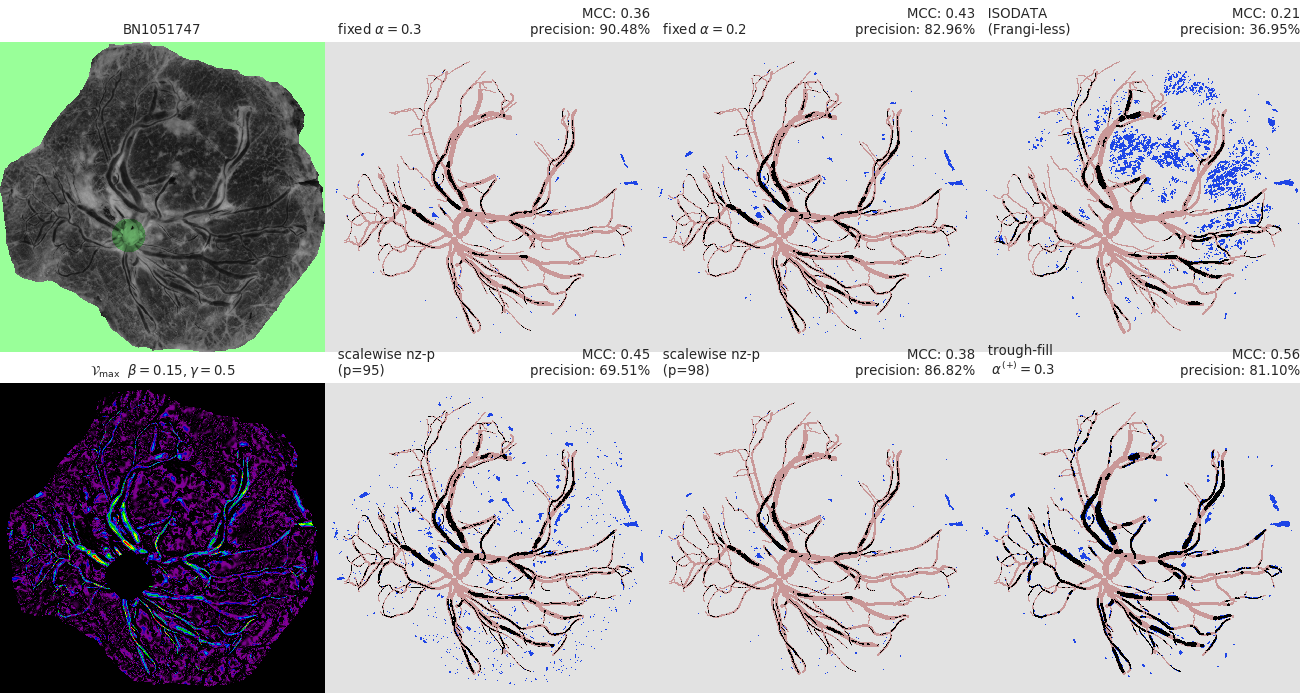 BN1051747
fixed α = 0.3
MCC: 0.36
precision: 90.48%
fixed α = 0.2
MCC: 0.43
precision: 82.96%
ISODATA
(Frangi-less)
MCC: 0.21
precision: 36.95%
𝒱max β = 0.15, γ = 0.5
scalewise nz-p
(p=95)
MCC: 0.45
precision: 69.51%
scalewise nz-p
(p=98)
MCC: 0.38
precision: 86.82%
trough-fill
α(+) = 0.3
MCC: 0.56
precision: 81.10%